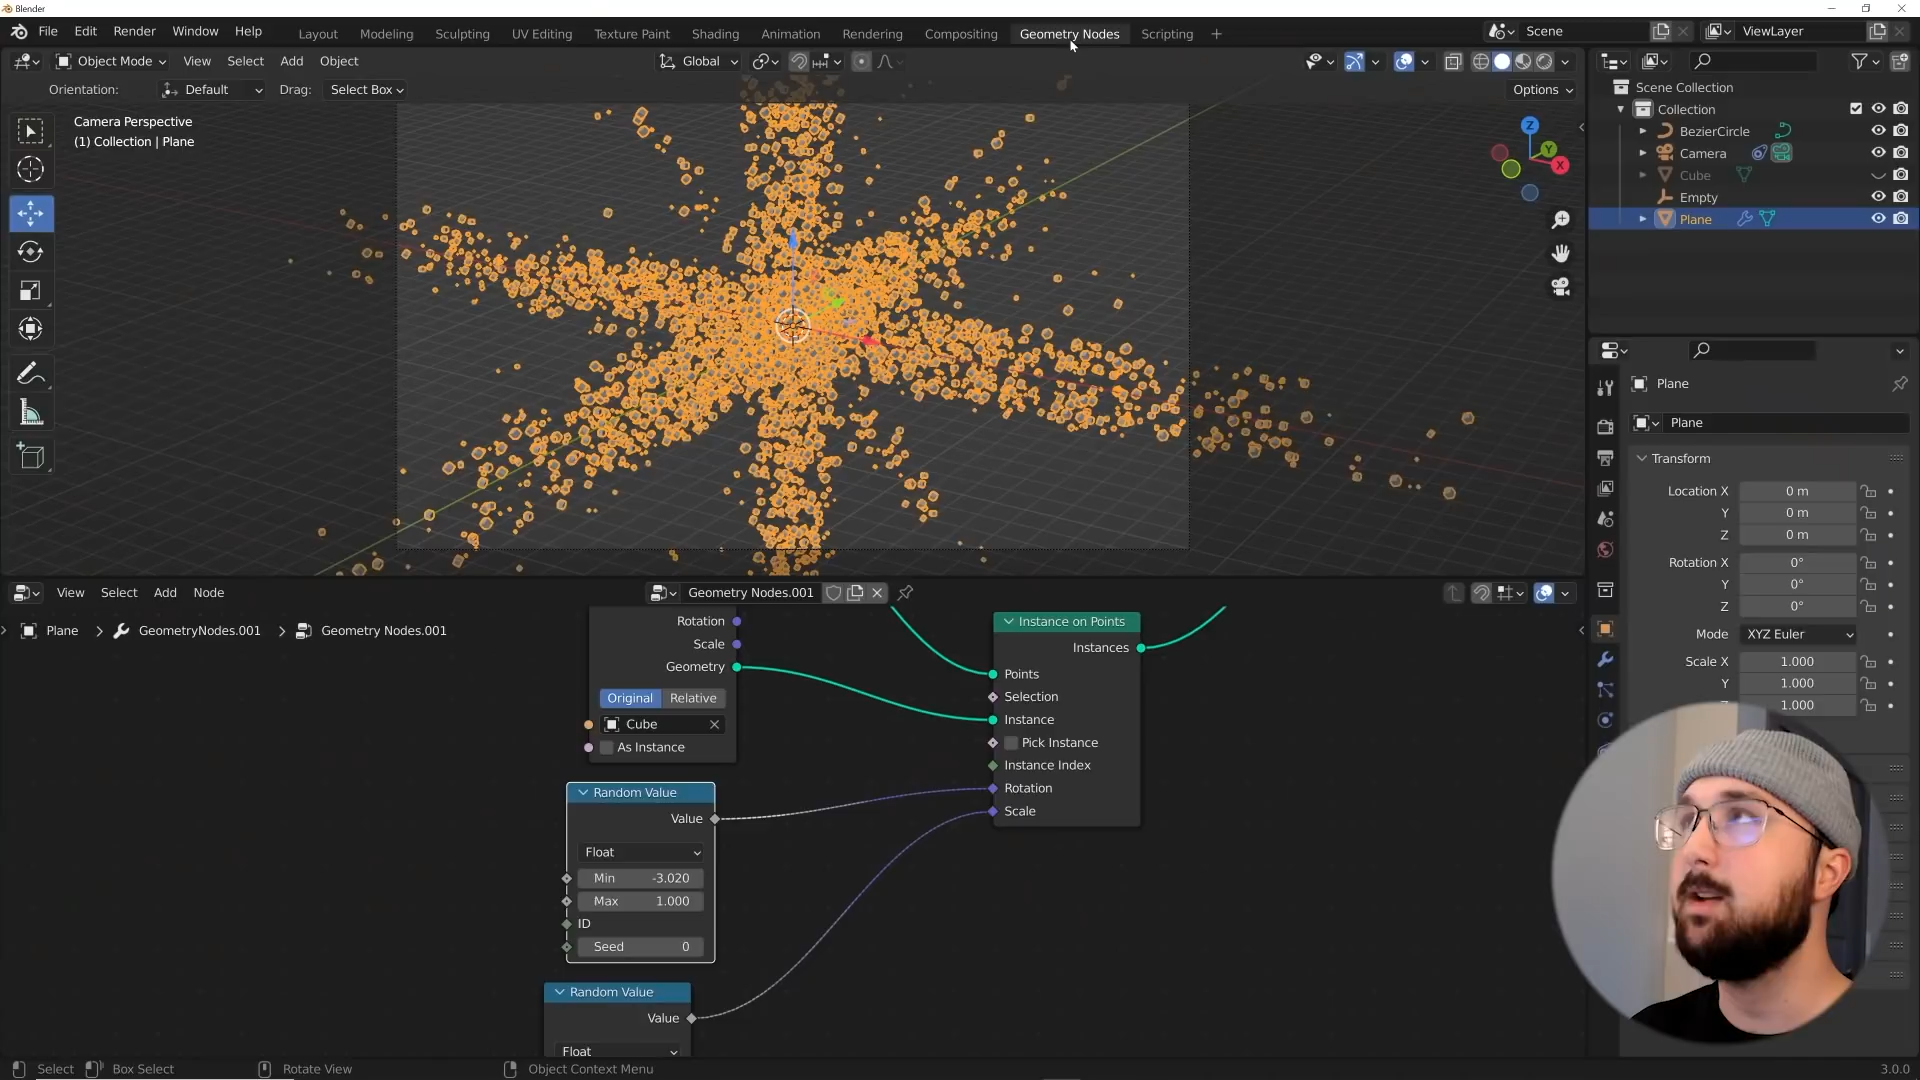 Blender
File Edit Render Window Help
Layout Modeling Sculpting UV Editing Texture Paint Shading Animation Rendering Compositing Geometry Nodes Scripting +
Scene
ViewLayer
Object Mode View Select Add Object
Global
Orientation: Default Drag: Select Box
Options
Camera Perspective
(1) Collection | Plane
Z
Y
X
Scene Collection
Collection
BezierCircle
Camera
Cube
Empty
Plane
Plane
Plane
Transform
Location X 0 m
Y 0 m
Z 0 m
Rotation X 0°
Y 0°
Z 0°
Mode XYZ Euler
Scale X 1.000
Y 1.000
1.000
View Select Add Node
Geometry Nodes.001
Plane > GeometryNodes.001 > Geometry Nodes.001
Rotation
Scale
Geometry
Original Relative
Cube
As Instance
Instance on Points
Instances
Points
Selection
Instance
Pick Instance
Instance Index
Rotation
Scale
Random Value
Value
Float
Min -3.020
Max 1.000
ID
Seed 0
Random Value
Value
Float
Select Box Select Rotate View Object Context Menu
3.0.0